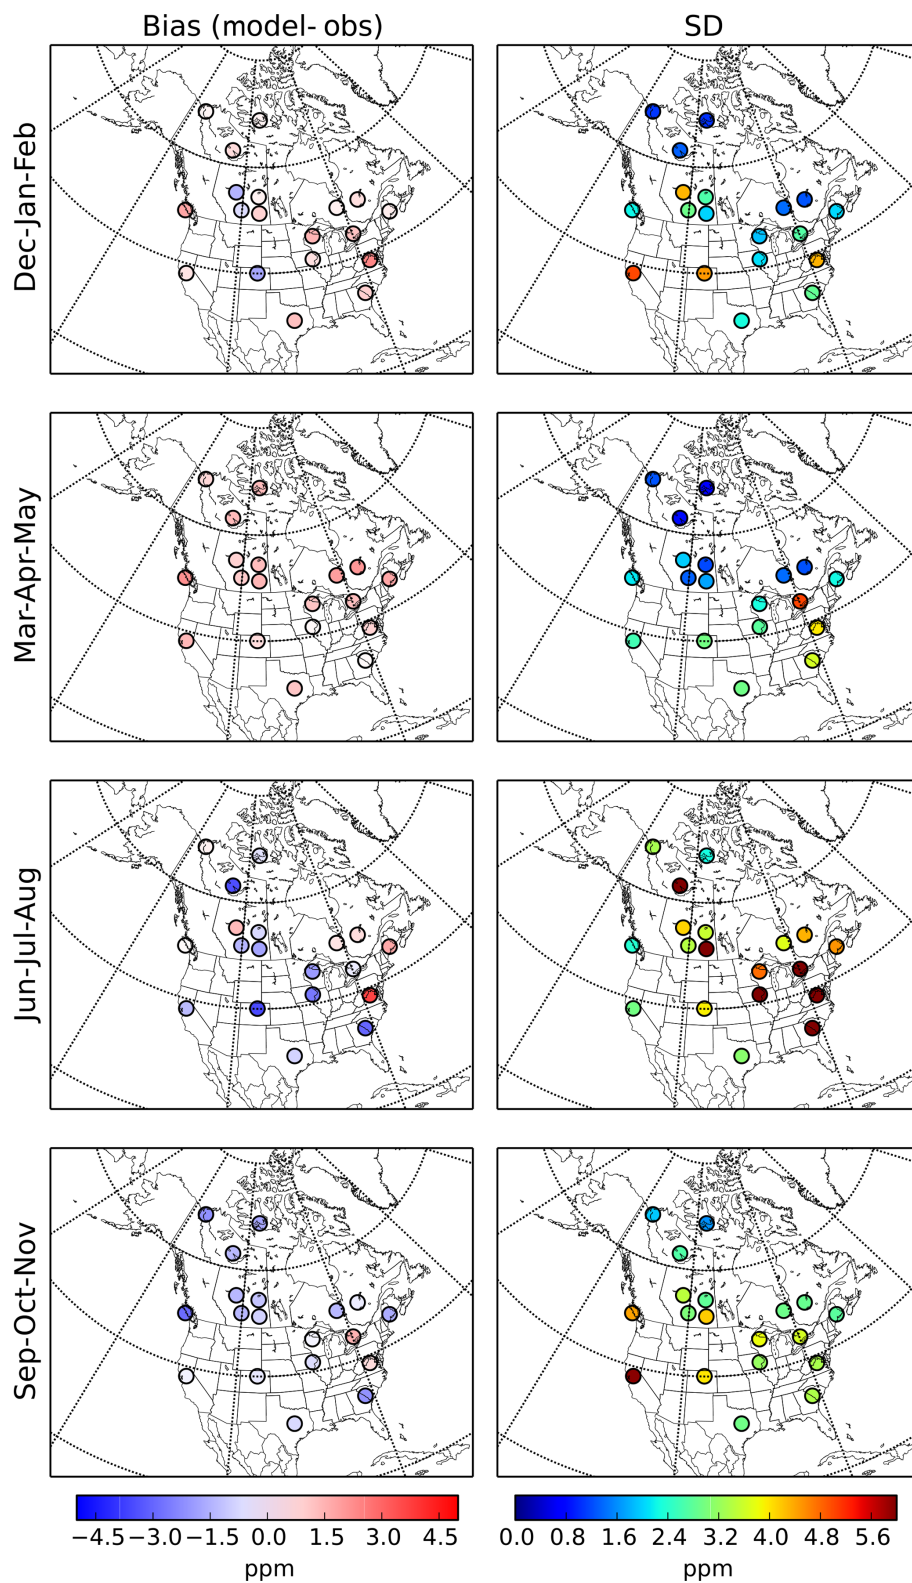 Bias (model-obs) SD
Dec-Jan-Feb
Mar-Apr-May
Jun-Jul-Aug
Sep-Oct-Nov
−4.5 −3.0 −1.5 0.0 1.5 3.0 4.5 0.0 0.8 1.6 2.4 3.2 4.0 4.8 5.6
ppm ppm